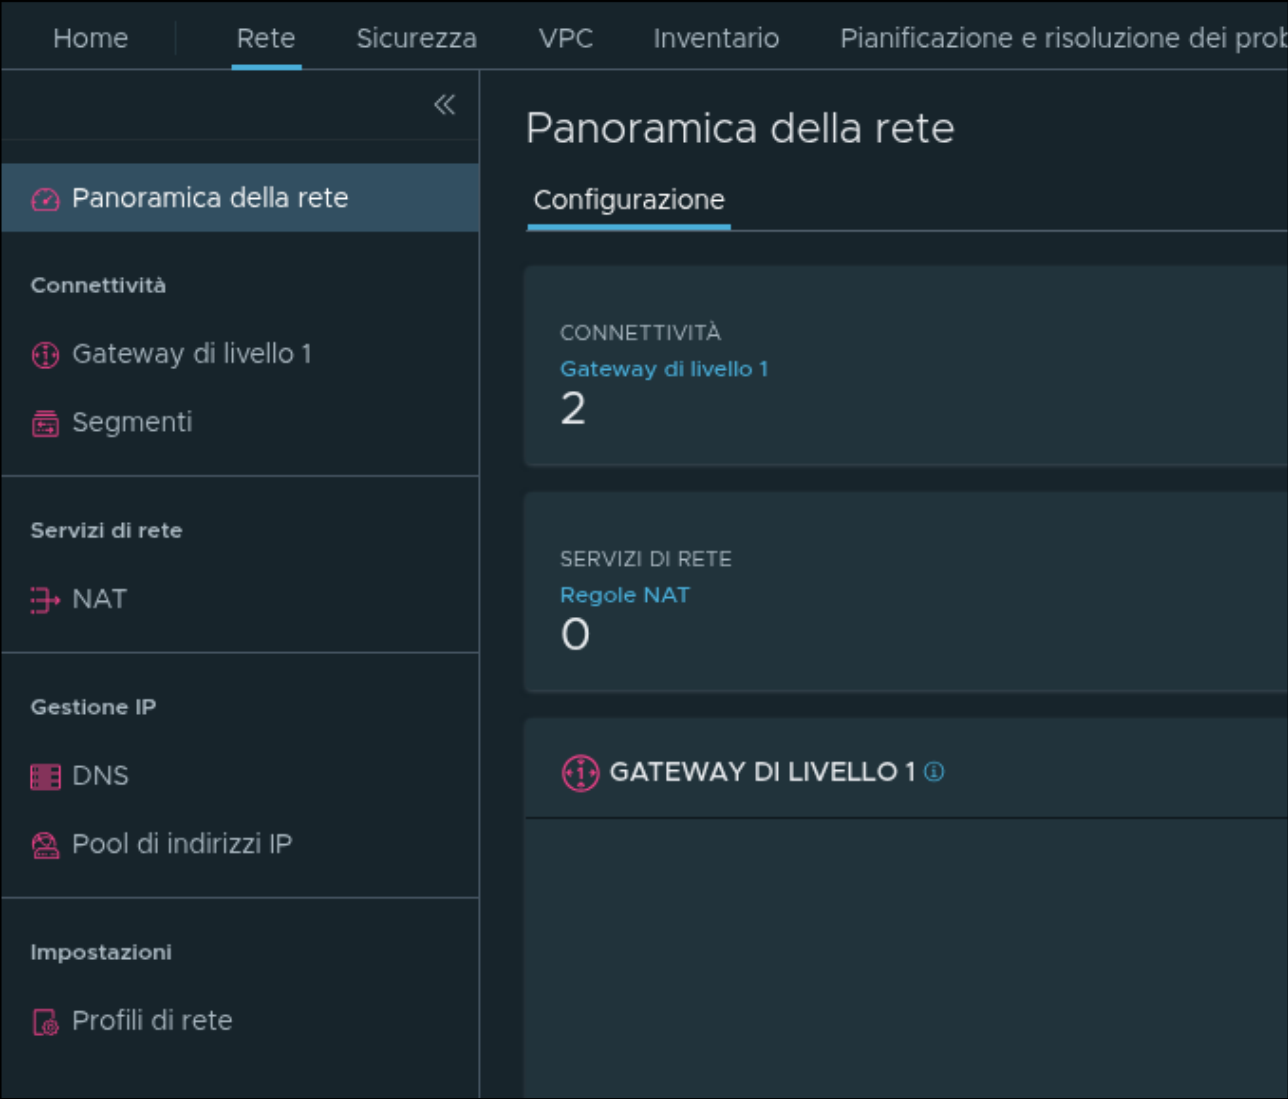 Home Rete Sicurezza VPC Inventario Pianificazione e risoluzione dei
Panoramica della rete
Connettività
Gateway di livello 1
Segmenti
Servizi di rete
NAT
Gestione IP
DNS
Pool di indirizzi IP
Impostazioni
Profili di rete
Panoramica della rete
Configurazione
CONNETTIVITÀ
Gateway di livello 1
2
SERVIZI DI RETE
Regole NAT
0
GATEWAY DI LIVELLO 1